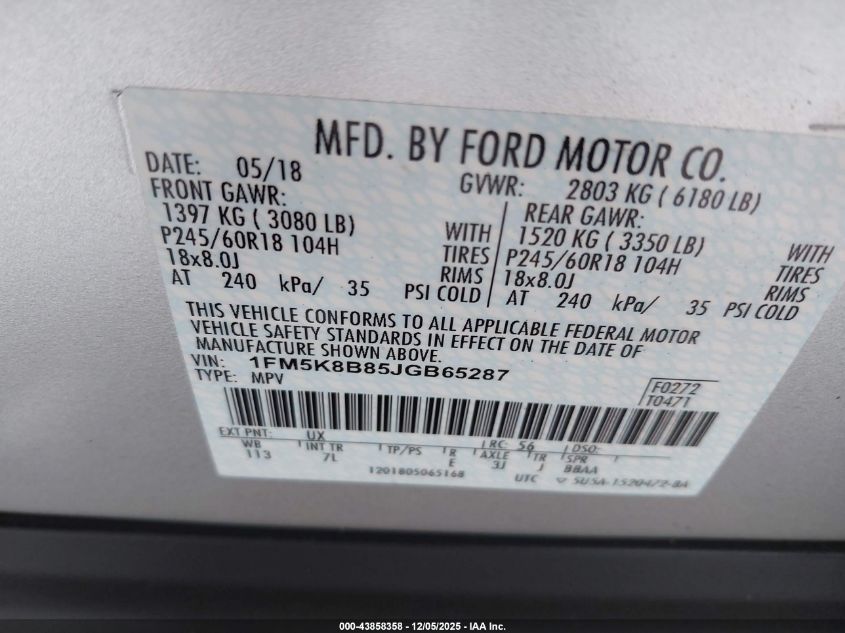 MFD. BY FORD MOTOR CO.
DATE: 05/18 GVWR: 2803 KG ( 6180 LB)
FRONT GAWR: REAR GAWR:
1397 KG ( 3080 LB) WITH 1520 KG ( 3350 LB) WITH
P245/60R18 104H TIRES P245/60R18 104H TIRES
18x8.0J RIMS 18x8.0J RIMS
AT 240 kPa/ 35 PSI COLD AT 240 kPa/ 35 PSI COLD
THIS VEHICLE CONFORMS TO ALL APPLICABLE FEDERAL MOTOR
VEHICLE SAFETY STANDARDS IN EFFECT ON THE DATE OF
MANUFACTURE SHOWN ABOVE.
VIN: 1FM5K8B85JGB65287
TYPE: MPV
F0272
T0471
EXT PNT: UX RC: 56 DSO:
WB INT TR TP/PS R AXLE TR SPR
113 7L E 3J J BBAA
1201805065168 UTC ▽ SU5A-1520472-BA
000-43858358 - 12/05/2025 - IAA Inc.